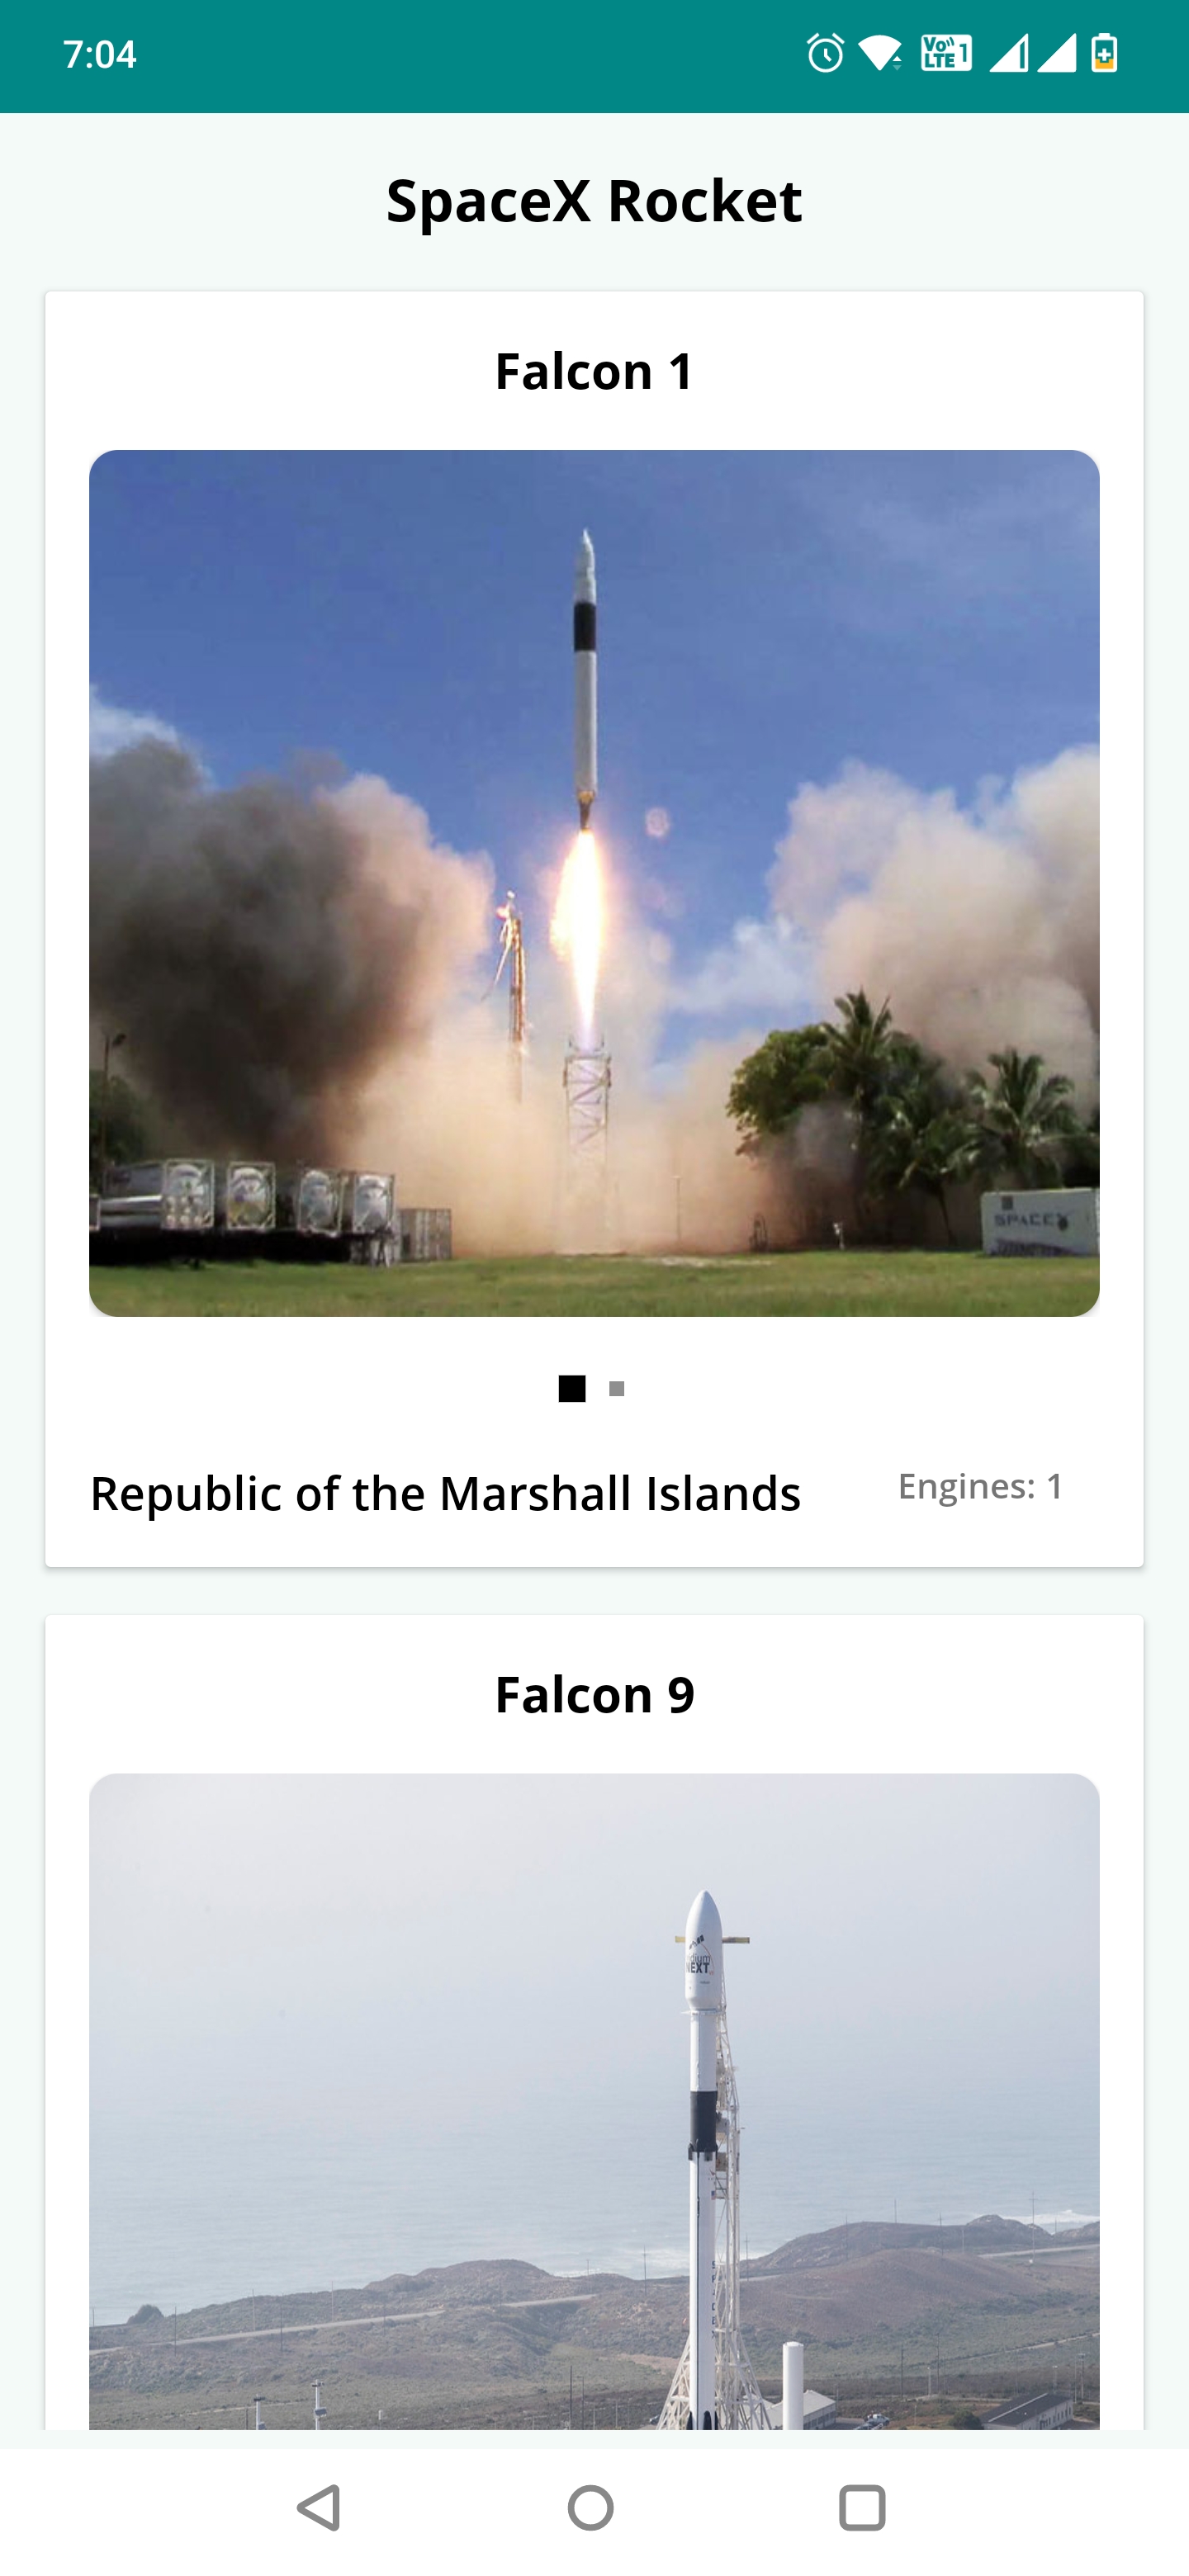 7:04
Vo)) LTE 1
SpaceX Rocket
Falcon 1
SPACEX
Republic of the Marshall Islands
Engines: 1
Falcon 9
NEXT